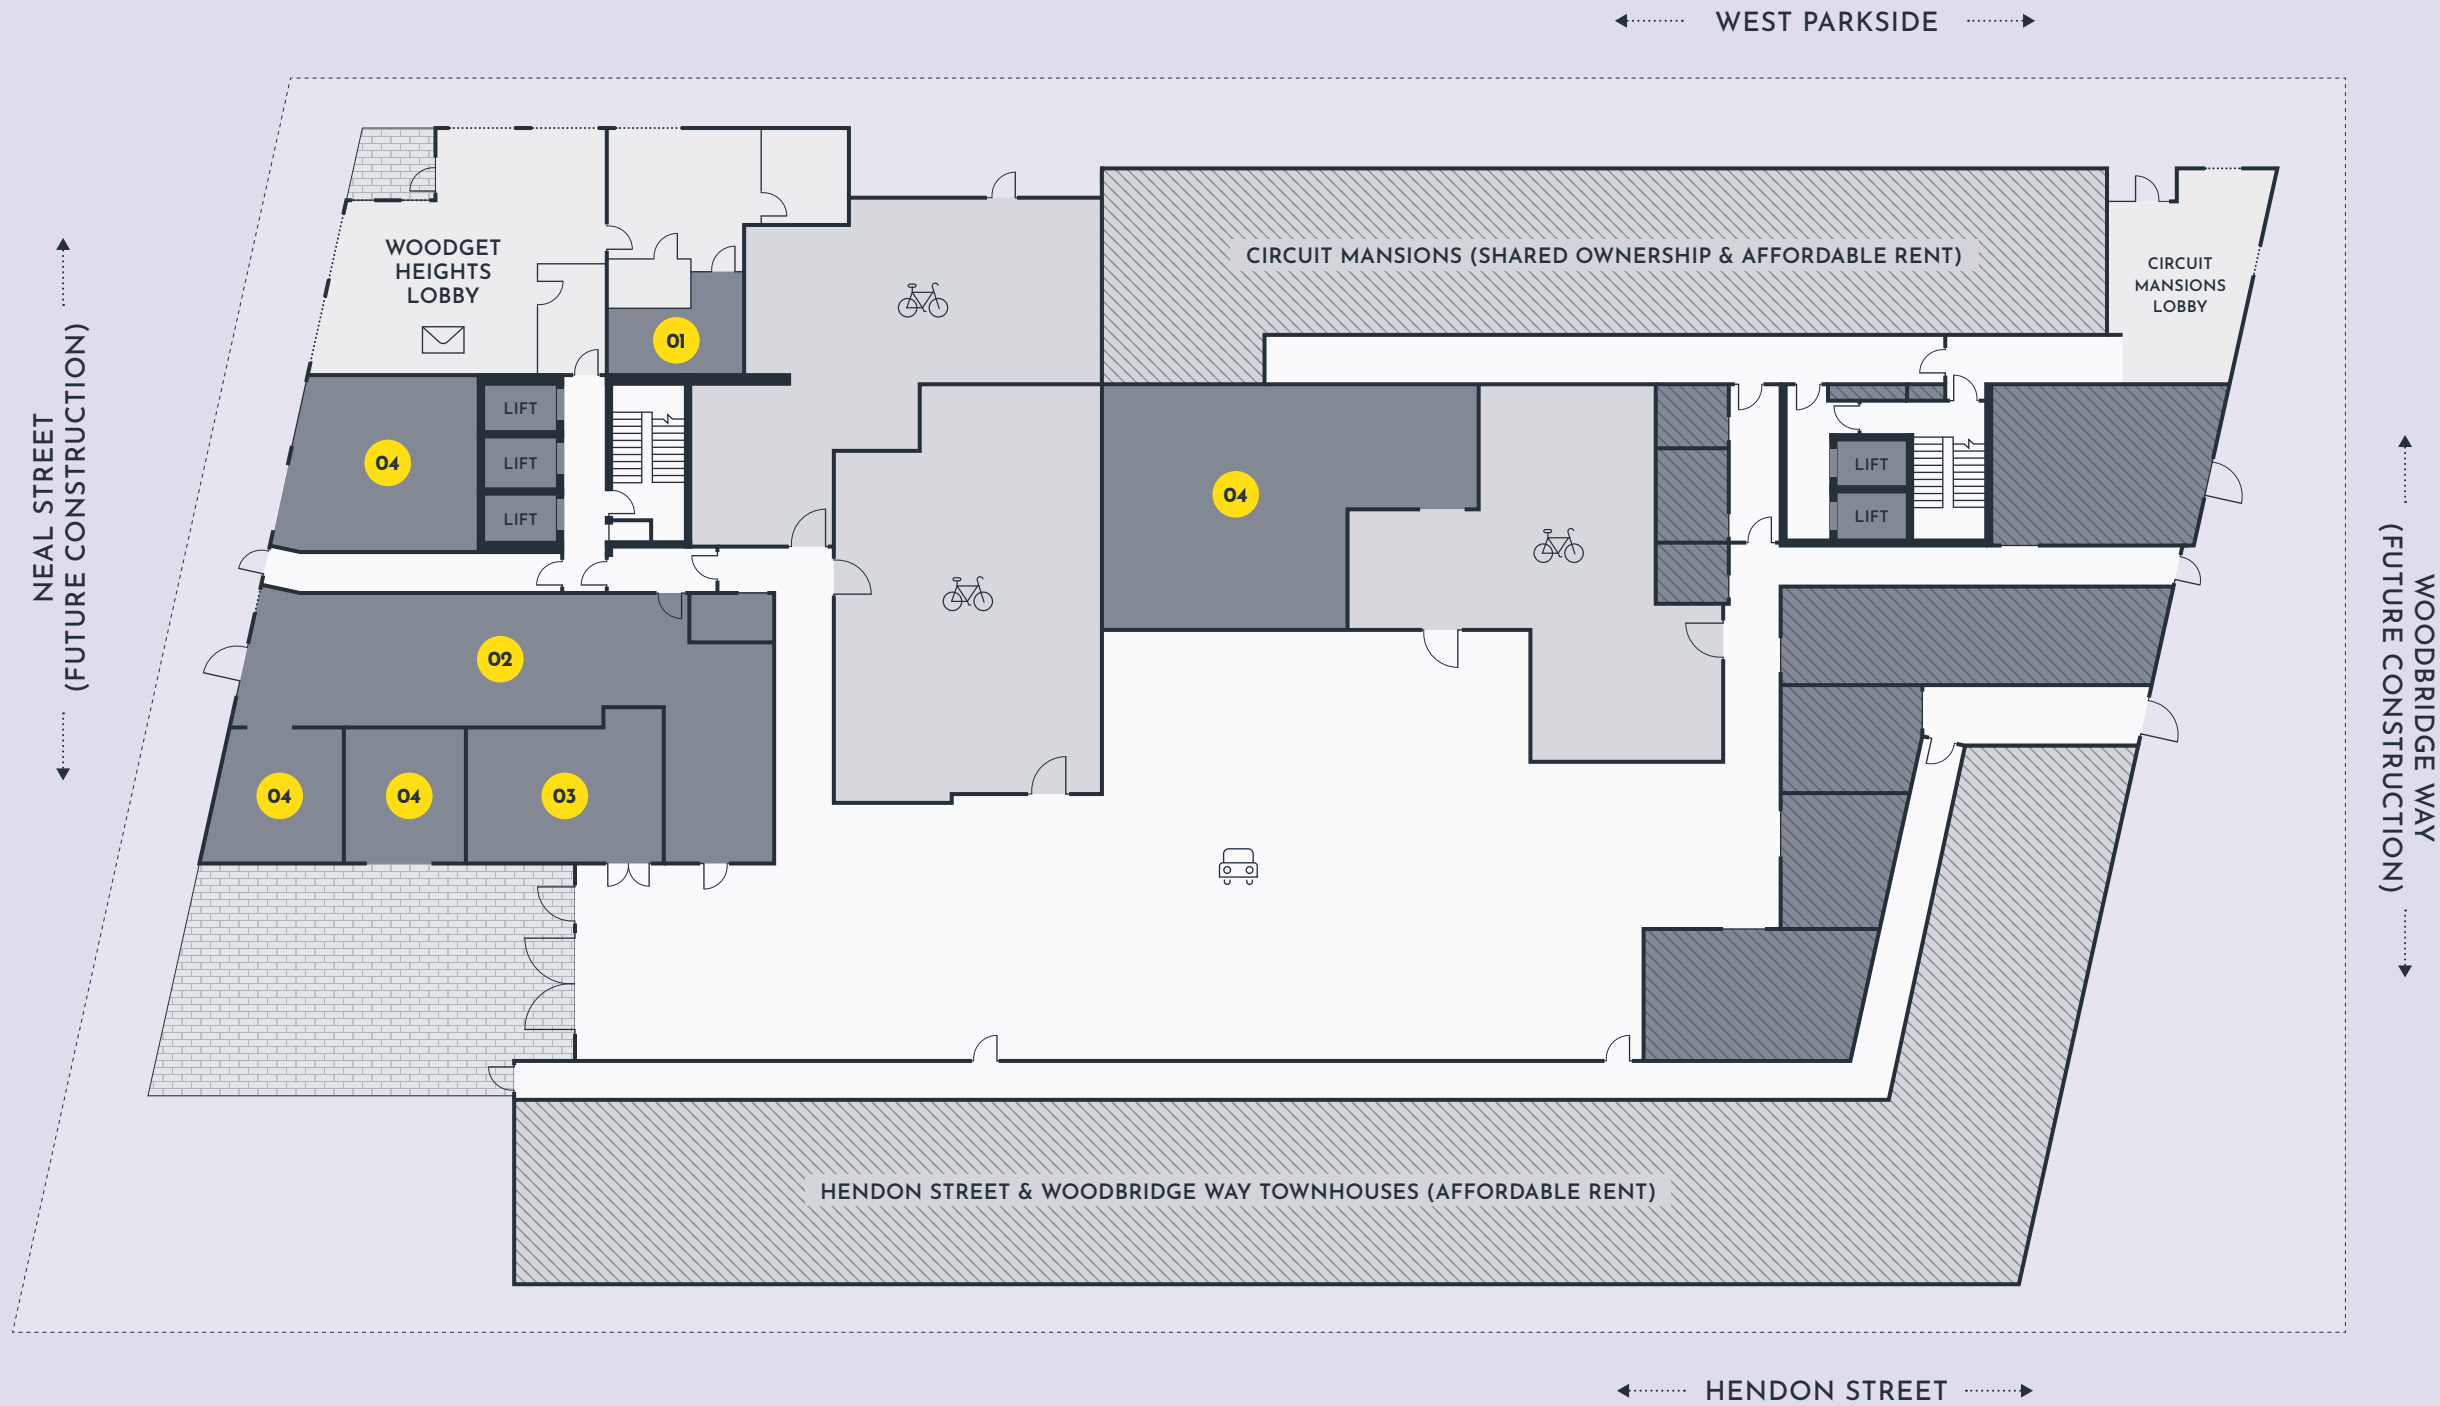 WEST PARKSIDE
NEAL STREET
(FUTURE CONSTRUCTION)
WOODGET
HEIGHTS
LOBBY
01
CIRCUIT MANSIONS (SHARED OWNERSHIP & AFFORDABLE RENT)
CIRCUIT
MANSIONS
LOBBY
04
LIFT
LIFT
LIFT
04
LIFT
LIFT
02
04
04
03
WOODBRIDGE WAY
(FUTURE CONSTRUCTION)
HENDON STREET & WOODBRIDGE WAY TOWNHOUSES (AFFORDABLE RENT)
HENDON STREET